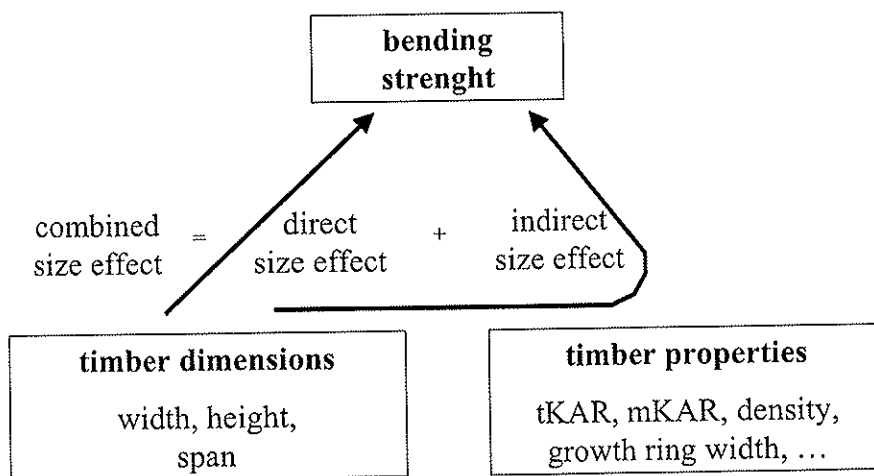 bending
strenght
combined
size effect
=
direct
size effect
+
indirect
size effect
timber dimensions
width, height,
span
timber properties
tKAR, mKAR, density,
growth ring width, …